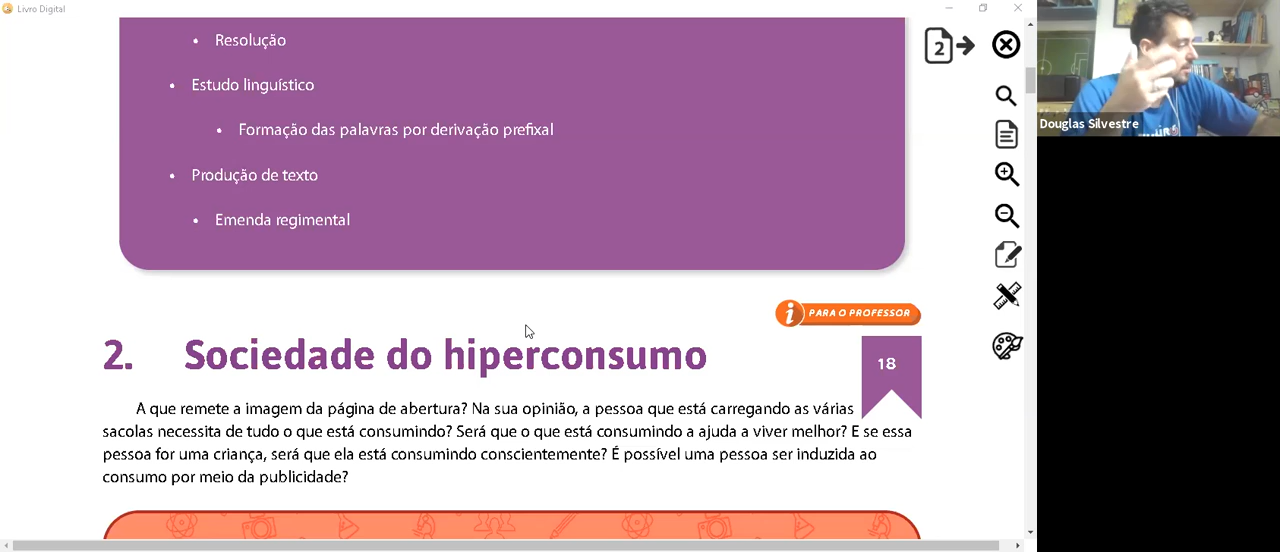 Livro Digital
Resolução
Estudo linguístico
Formação das palavras por derivação prefixal
Produção de texto
Emenda regimental
2
Douglas Silvestre
PARA O PROFESSOR
2. Sociedade do hiperconsumo
18
A que remete a imagem da página de abertura? Na sua opinião, a pessoa que está carregando as várias
sacolas necessita de tudo o que está consumindo? Será que o que está consumindo a ajuda a viver melhor? E se essa
pessoa for uma criança, será que ela está consumindo conscientemente? É possível uma pessoa ser induzida ao
consumo por meio da publicidade?